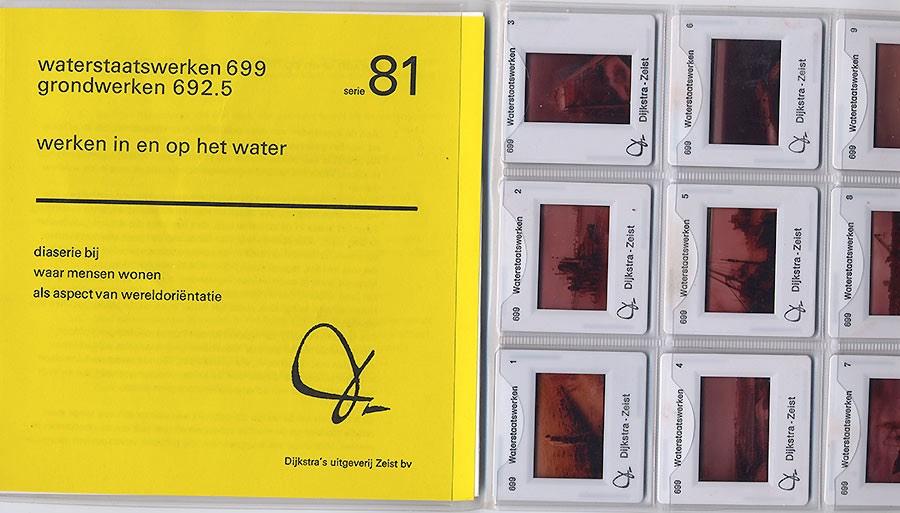 waterstaatswerken 699
grondwerken 692.5
serie 81
werken in en op het water
diaserie bij
waar mensen wonen
als aspect van wereldoriëntatie
Dijkstra's uitgeverij Zeist bv
699 Waterstaatswerken 3
Dijkstra - Zeist
699 Waterstaatswerken 6
Dijkstra - Zeist
699 Waterstaatswerken 9
699 Waterstaatswerken 2
Dijkstra - Zeist
699 Waterstaatswerken 5
Dijkstra - Zeist
699 Waterstaatswerken 8
699 Waterstaatswerken 1
Dijkstra - Zeist
699 Waterstaatswerken 4
Dijkstra - Zeist
699 Waterstaatswerken 7